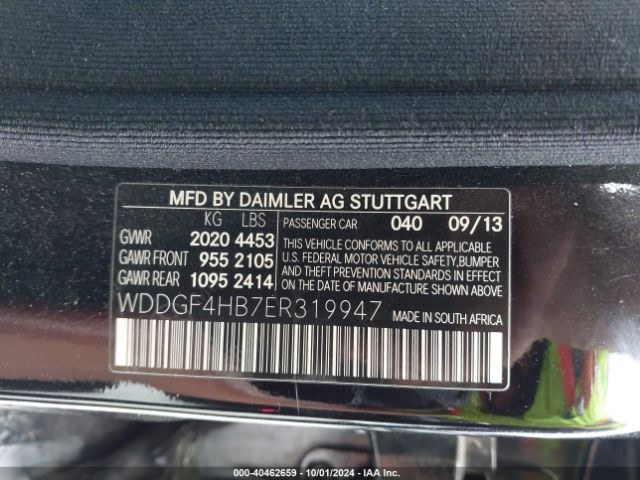 MFD BY DAIMLER AG STUTTGART
KG LBS PASSENGER CAR 040 09/13
GVWR 2020 4453
GAWR FRONT 955 2105
GAWR REAR 1095 2414
THIS VEHICLE CONFORMS TO ALL APPLICABLE
U.S. FEDERAL MOTOR VEHICLE SAFETY,BUMPER
AND THEFT PREVENTION STANDARDS IN EFFECT
ON THE DATE OF MANUFACTURE SHOWN ABOVE.
WDDGF4HB7ER319947 MADE IN SOUTH AFRICA
000-40462659 - 10/01/2024 - IAA Inc.